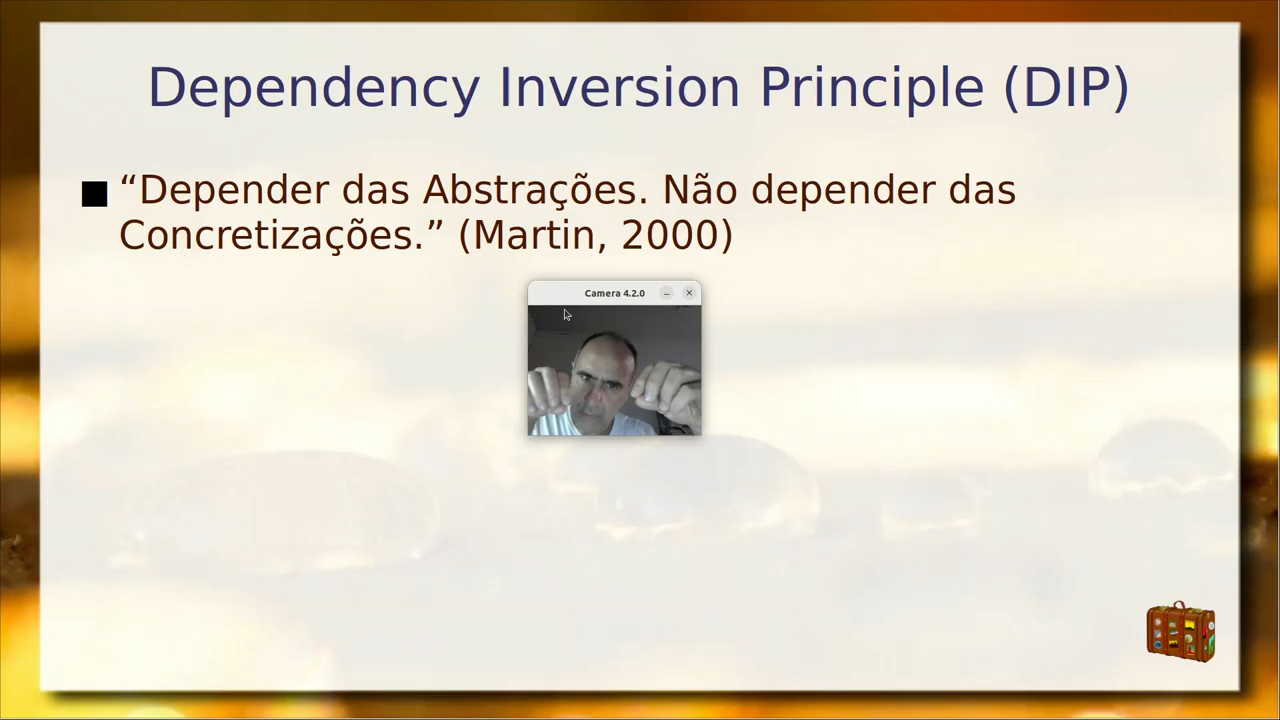 Dependency Inversion Principle (DIP)
■ “Depender das Abstrações. Não depender das
Concretizações.” (Martin, 2000)
Camera 4.2.0